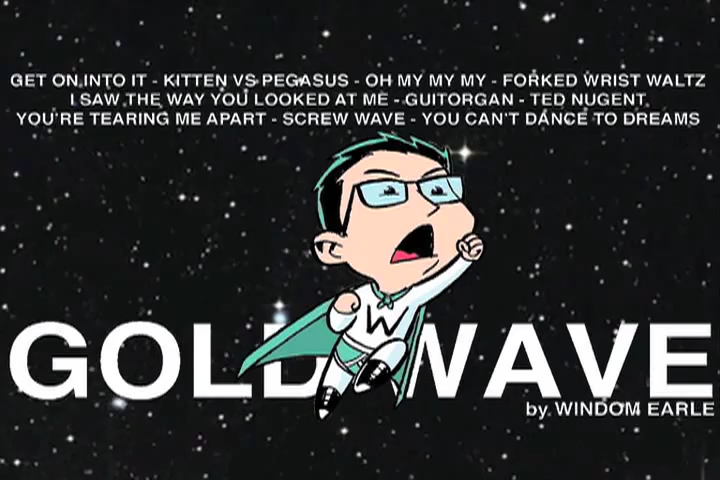 GET ON INTO IT - KITTEN VS PEGASUS - OH MY MY MY - FORKED WRIST WALTZ
I SAW THE WAY YOU LOOKED AT ME - GUITORGAN - TED NUGENT
YOU'RE TEARING ME APART - SCREW WAVE - YOU CAN'T DANCE TO DREAMS
W
GOLD WAVE
by WINDOM EARLE